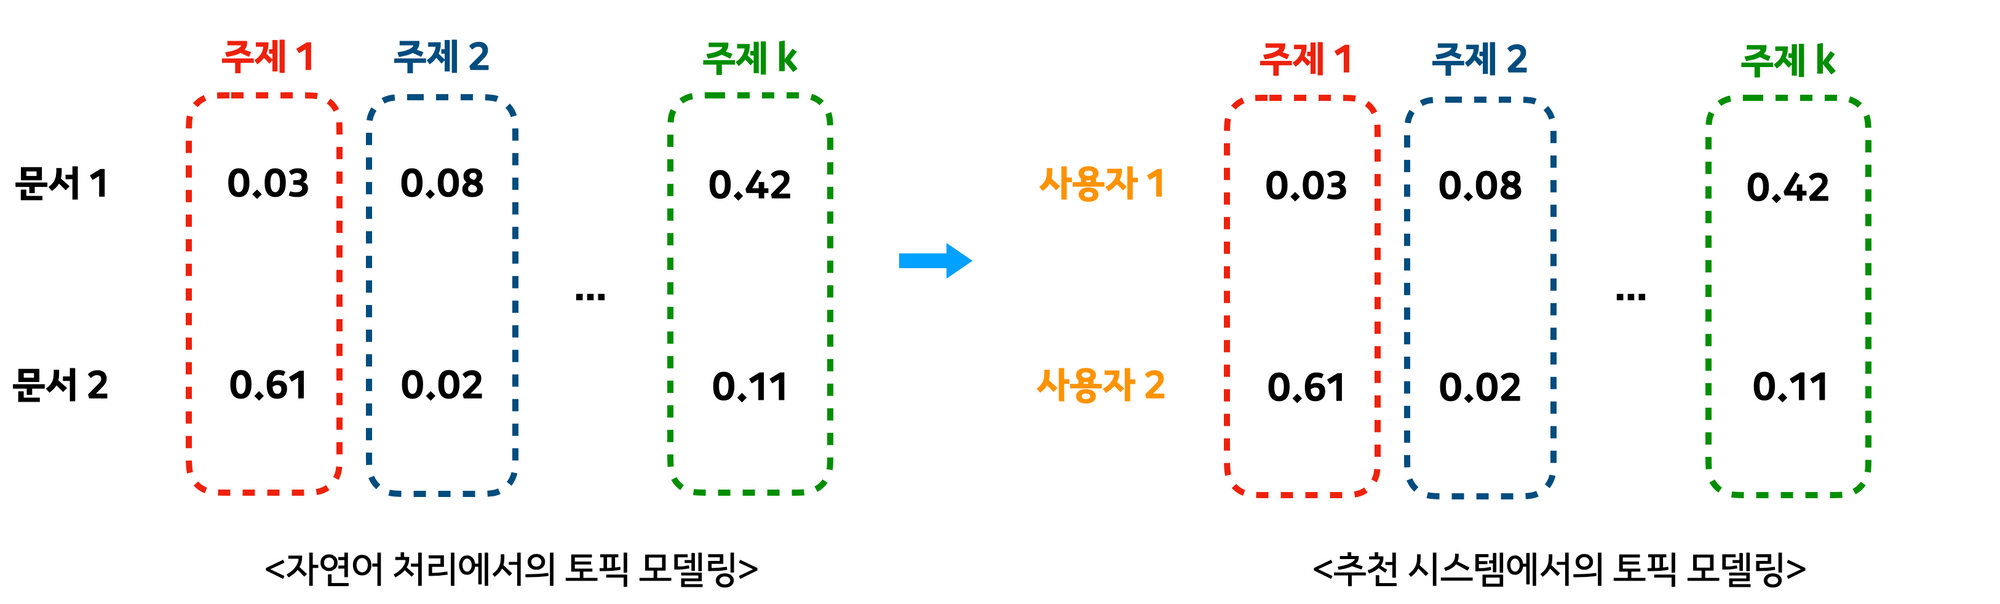 주제 1 주제 2 주제 k
문서 1 0.03 0.08 0.42
...
문서 2 0.61 0.02 0.11
<자연어 처리에서의 토픽 모델링>
주제 1 주제 2 주제 k
사용자 1 0.03 0.08 0.42
...
사용자 2 0.61 0.02 0.11
<추천 시스템에서의 토픽 모델링>